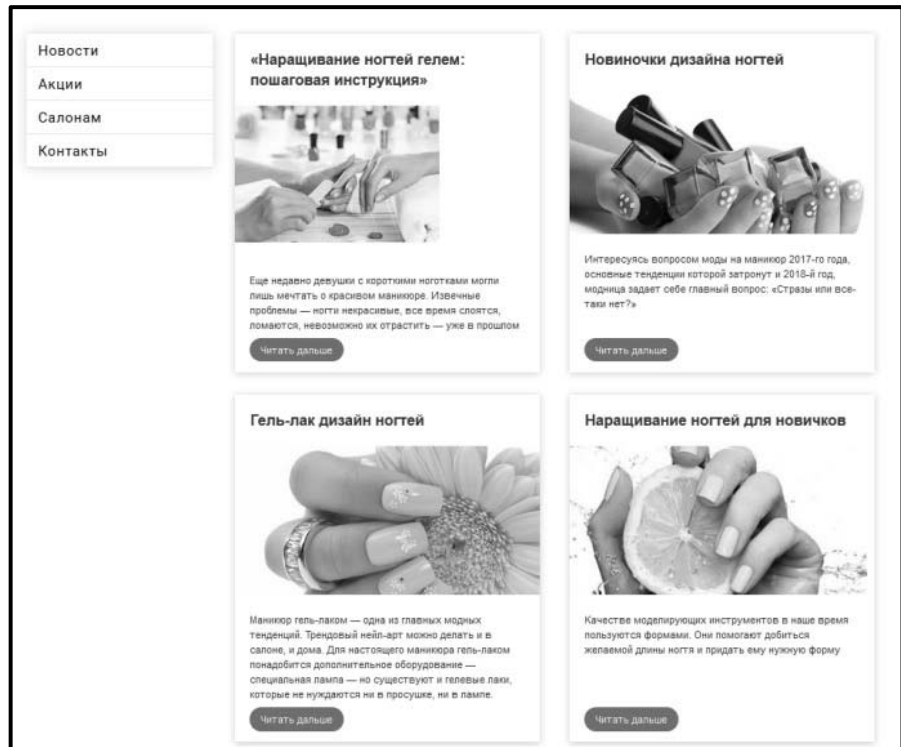 Новости
Акции
Салонам
Контакты
«Наращивание ногтей гелем:
пошаговая инструкция»
Еще недавно девушки с короткими ноготками могли
лишь мечтать о красивом маникюре. Извечные
проблемы — ногти некрасивые, все время слоятся,
ломаются, невозможно их отрастить — уже в прошлом
Читать дальше
Новиночки дизайна ногтей
Интересуясь вопросом моды на маникюр 2017-го года,
основные тенденции которой затронут и 2018-й год,
модница задает себе главный вопрос: «Стразы или все-
таки нет?»
Читать дальше
Гель-лак дизайн ногтей
Маникюр гель-лаком — одна из главных модных
тенденций. Трендовый нейл-арт можно делать и в
салоне, и дома. Для настоящего маникюра гель-лаком
понадобится дополнительное оборудование —
специальная лампа — но существуют и гелевые лаки,
которые не нуждаются ни в просушке, ни в лампе.
Читать дальше
Наращивание ногтей для новичков
Качестве моделирующих инструментов в наше время
пользуются формами. Они помогают добиться
желаемой длины ногтя и придать ему нужную форму
Читать дальше